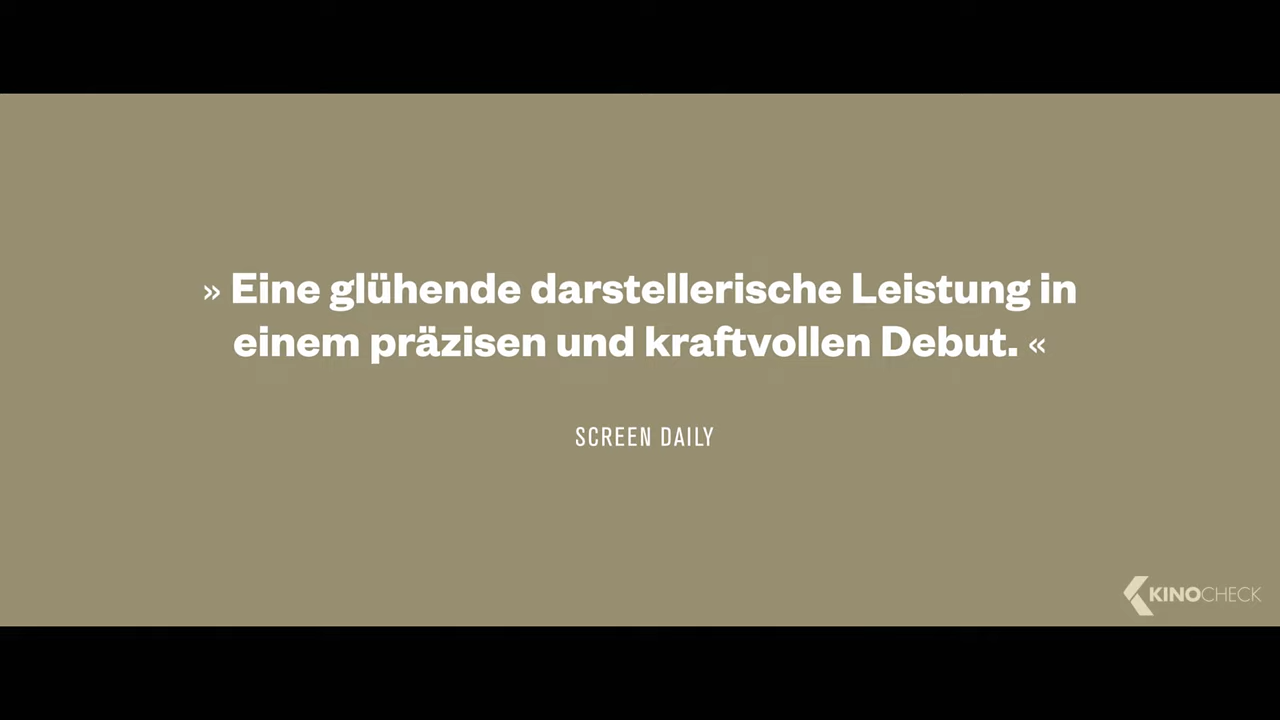 » Eine glühende darstellerische Leistung in
einem präzisen und kraftvollen Debut. «
SCREEN DAILY
KINOCHECK